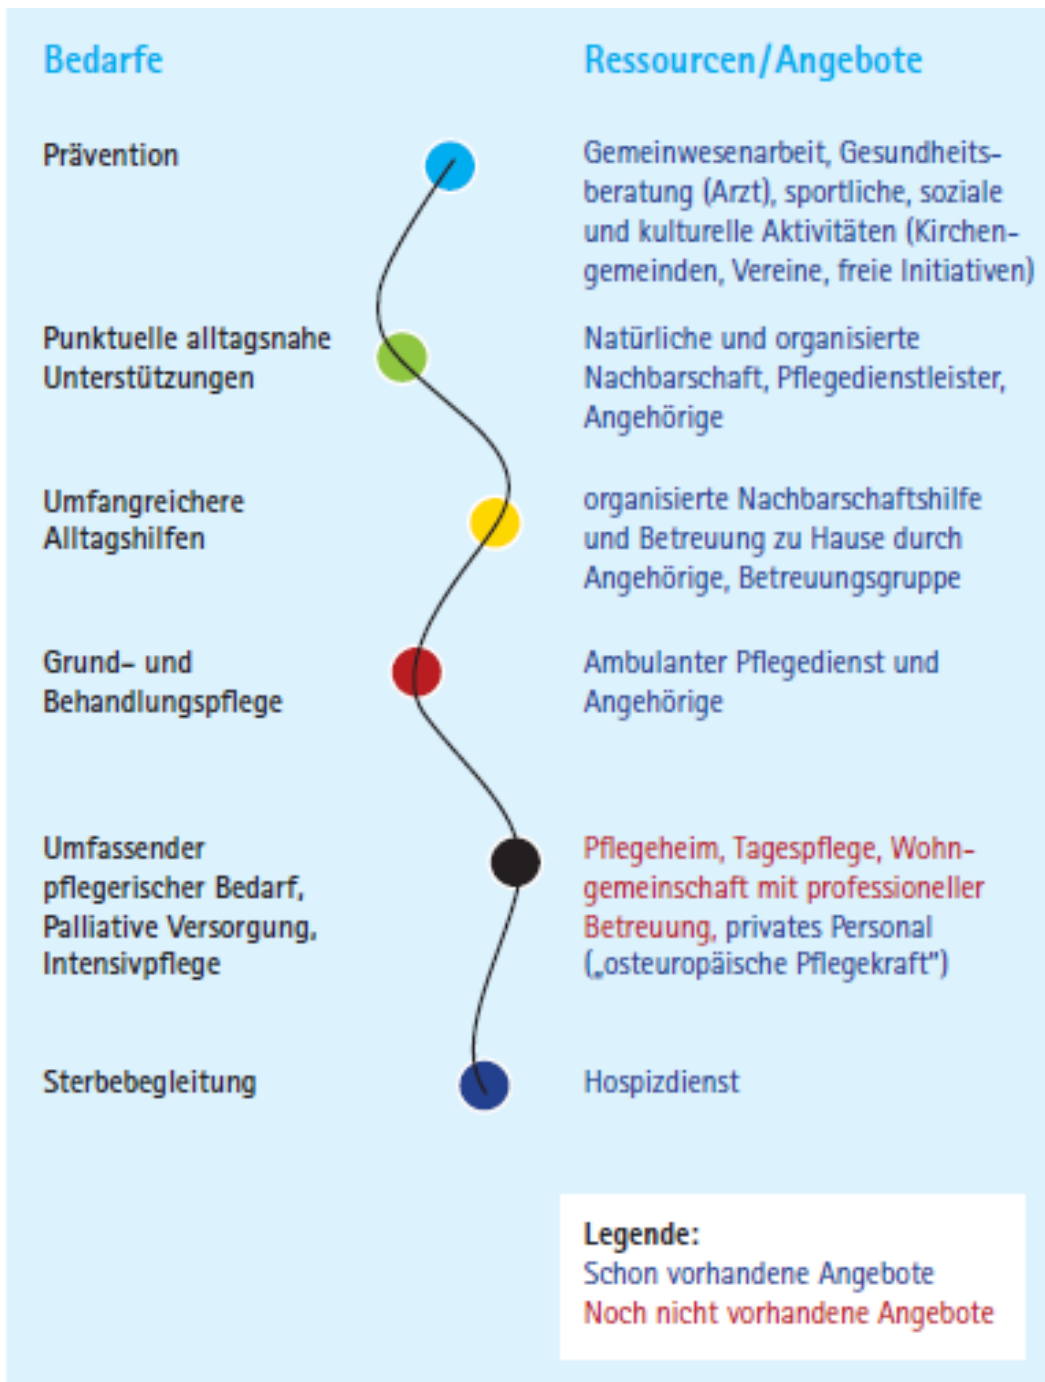 Bedarfe
Ressourcen/Angebote
Prävention
Gemeinwesenarbeit, Gesundheits-
beratung (Arzt), sportliche, soziale
und kulturelle Aktivitäten (Kirchen-
gemeinden, Vereine, freie Initiativen)
Punktuelle alltagsnahe
Unterstützungen
Natürliche und organisierte
Nachbarschaft, Pflegedienstleister,
Angehörige
Umfangreichere
Alltagshilfen
organisierte Nachbarschaftshilfe
und Betreuung zu Hause durch
Angehörige, Betreuungsgruppe
Grund- und
Behandlungspflege
Ambulanter Pflegedienst und
Angehörige
Umfassender
pflegerischer Bedarf,
Palliative Versorgung,
Intensivpflege
Pflegeheim, Tagespflege, Wohn-
gemeinschaft mit professioneller
Betreuung, privates Personal
(„osteuropäische Pflegekraft")
Sterbebegleitung
Hospizdienst
Legende:
Schon vorhandene Angebote
Noch nicht vorhandene Angebote